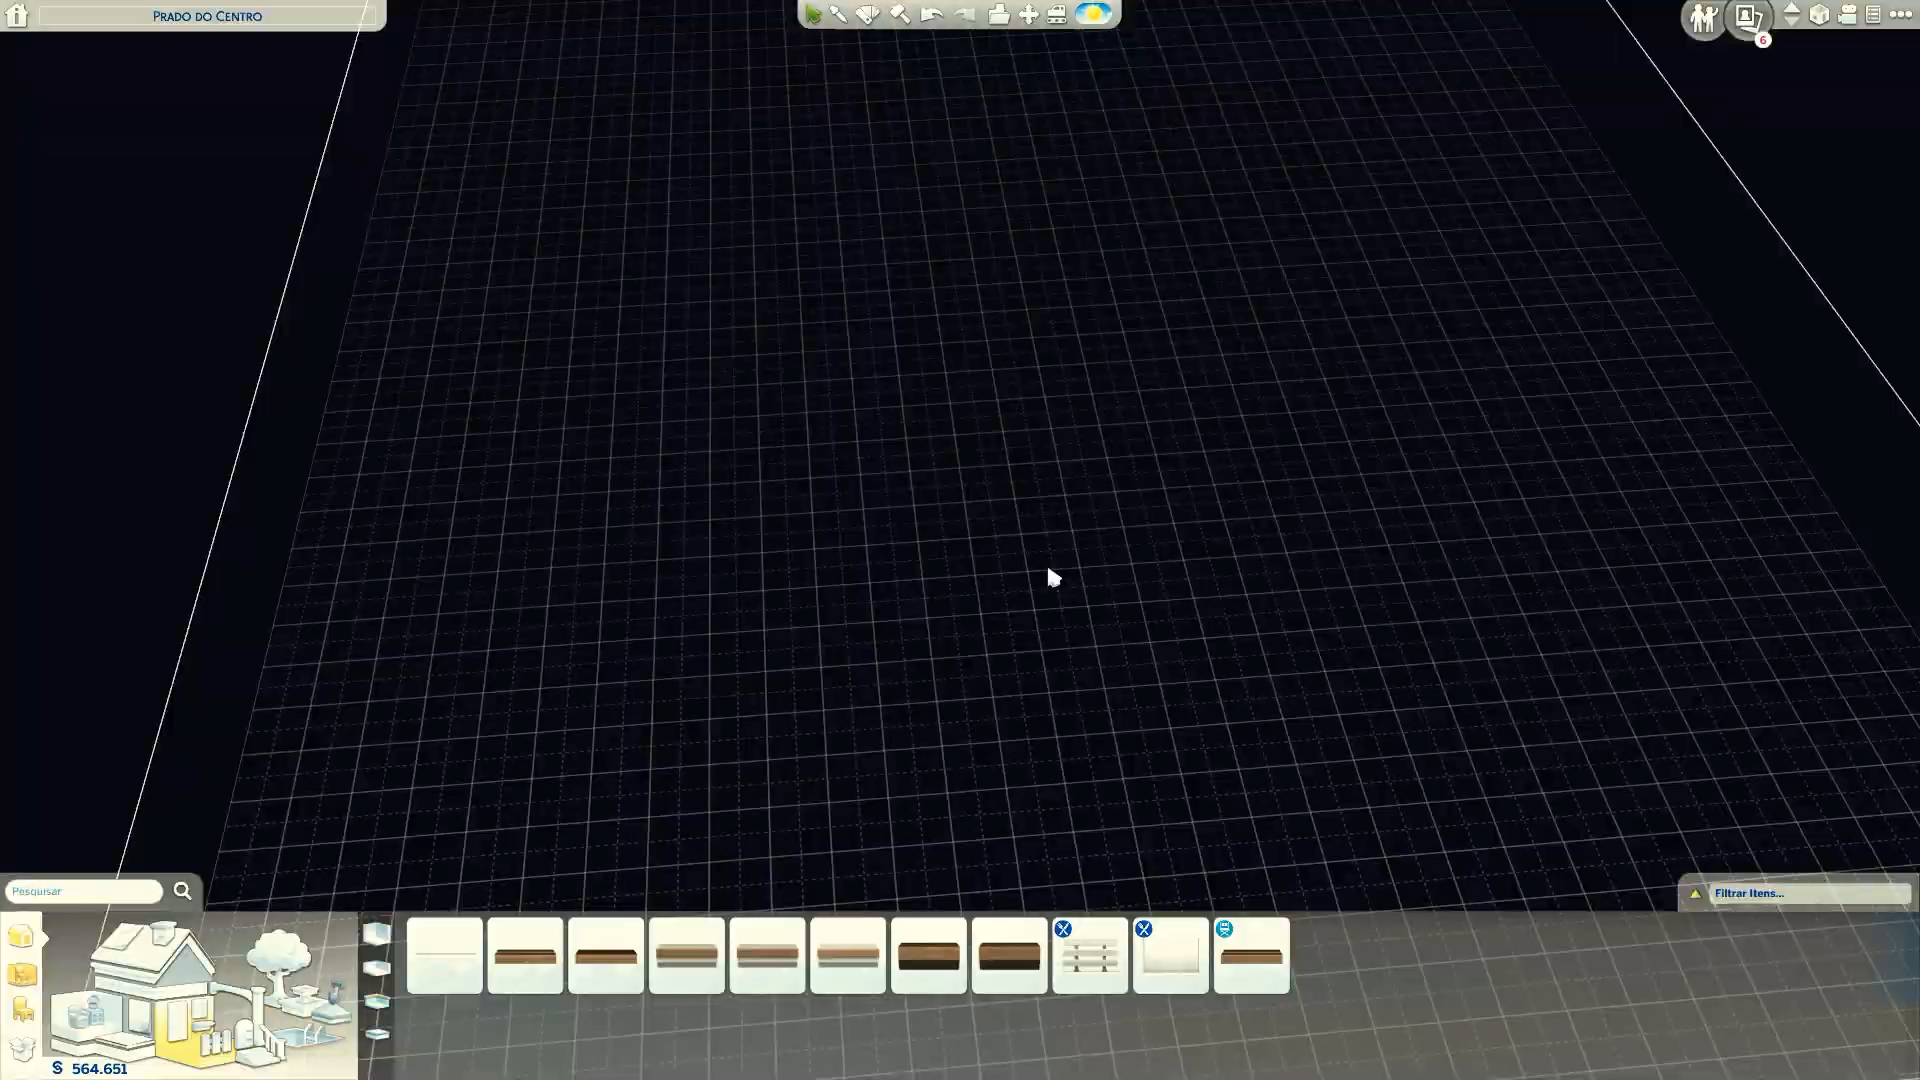 PRADO DO CENTRO
6
Pesquisar
Filtrar Itens...
§ 564.651